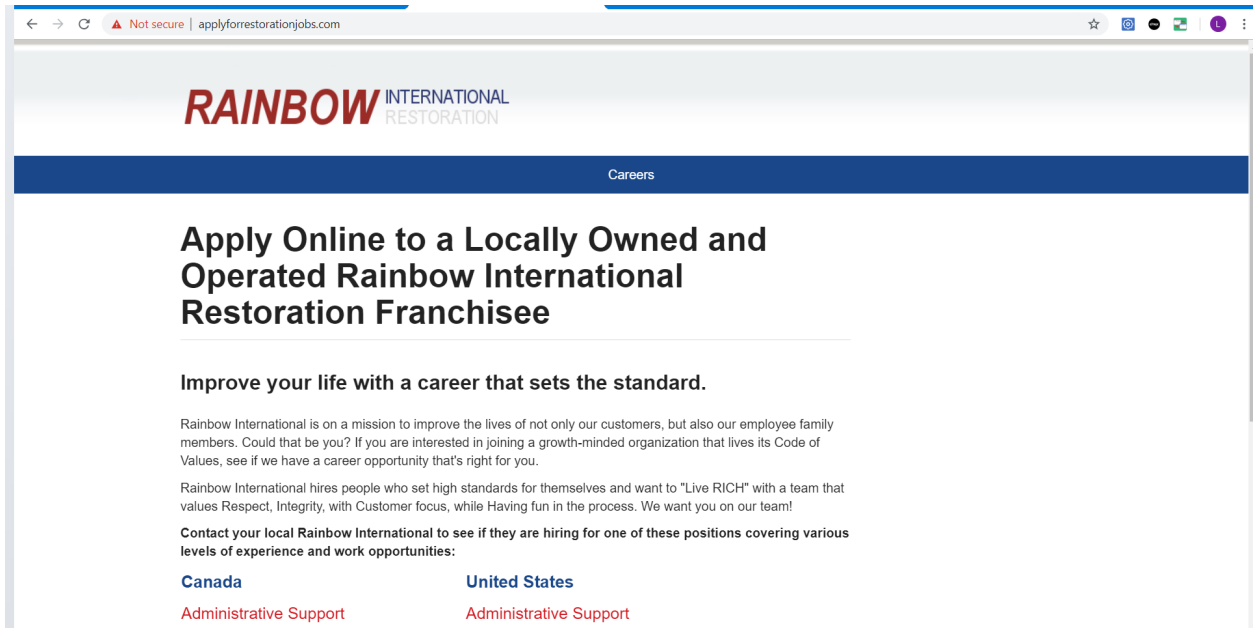 Not secure | applyforrestorationjobs.com
L
RAINBOW INTERNATIONAL
RESTORATION
Careers
Apply Online to a Locally Owned and
Operated Rainbow International
Restoration Franchisee
Improve your life with a career that sets the standard.
Rainbow International is on a mission to improve the lives of not only our customers, but also our employee family
members. Could that be you? If you are interested in joining a growth-minded organization that lives its Code of
Values, see if we have a career opportunity that's right for you.
Rainbow International hires people who set high standards for themselves and want to "Live RICH" with a team that
values Respect, Integrity, with Customer focus, while Having fun in the process. We want you on our team!
Contact your local Rainbow International to see if they are hiring for one of these positions covering various
levels of experience and work opportunities:
Canada United States
Administrative Support Administrative Support